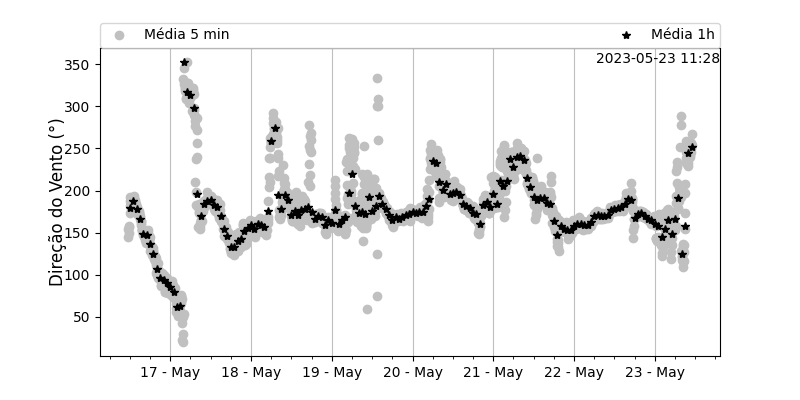 Média 5 min Média 1h
2023-05-23 11:28
Direção do Vento (°)
350
300
250
200
150
100
50
17 - May 18 - May 19 - May 20 - May 21 - May 22 - May 23 - May